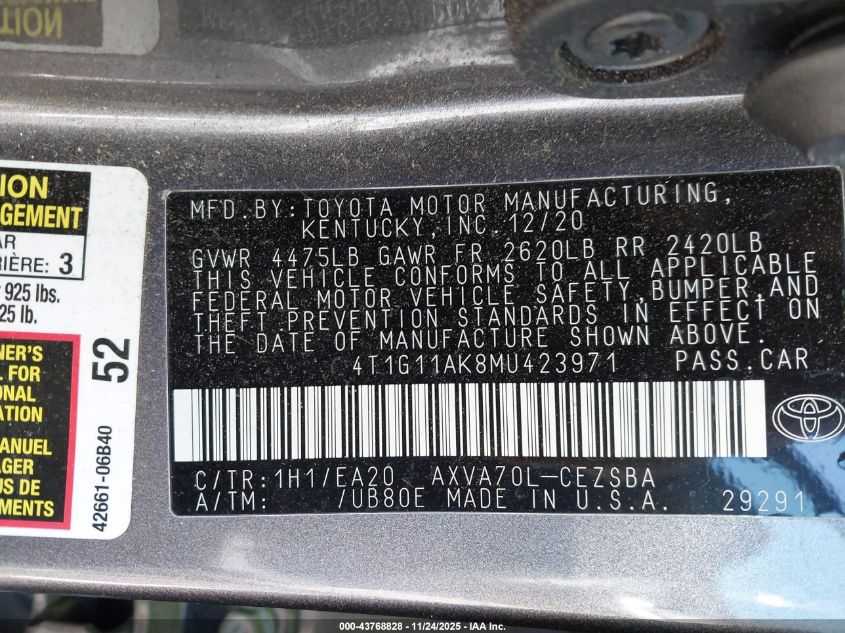 TION
ION
GEMENT
AR
RIÈRE: 3
925 lbs.
25 lb.
NER'S
L FOR
ONAL
ATION
ANUEL
AGER
US DE
EMENTS
52
42661-06B40
MFD.BY:TOYOTA MOTOR MANUFACTURING,
KENTUCKY,INC.12/20
GVWR 4475LB GAWR FR 2620LB RR 2420LB
THIS VEHICLE CONFORMS TO ALL APPLICABLE
FEDERAL MOTOR VEHICLE SAFETY,BUMPER,AND
THEFT PREVENTION STANDARDS IN EFFECT ON
THE DATE OF MANUFACTURE SHOWN ABOVE.
4T1G11AK8MU423971 PASS.CAR
C/TR:1H1/EA20 AXVA70L-CEZSBA
A/TM: /UB80E MADE IN U.S.A. 29291
000-43768828 - 11/24/2025 - IAA Inc.